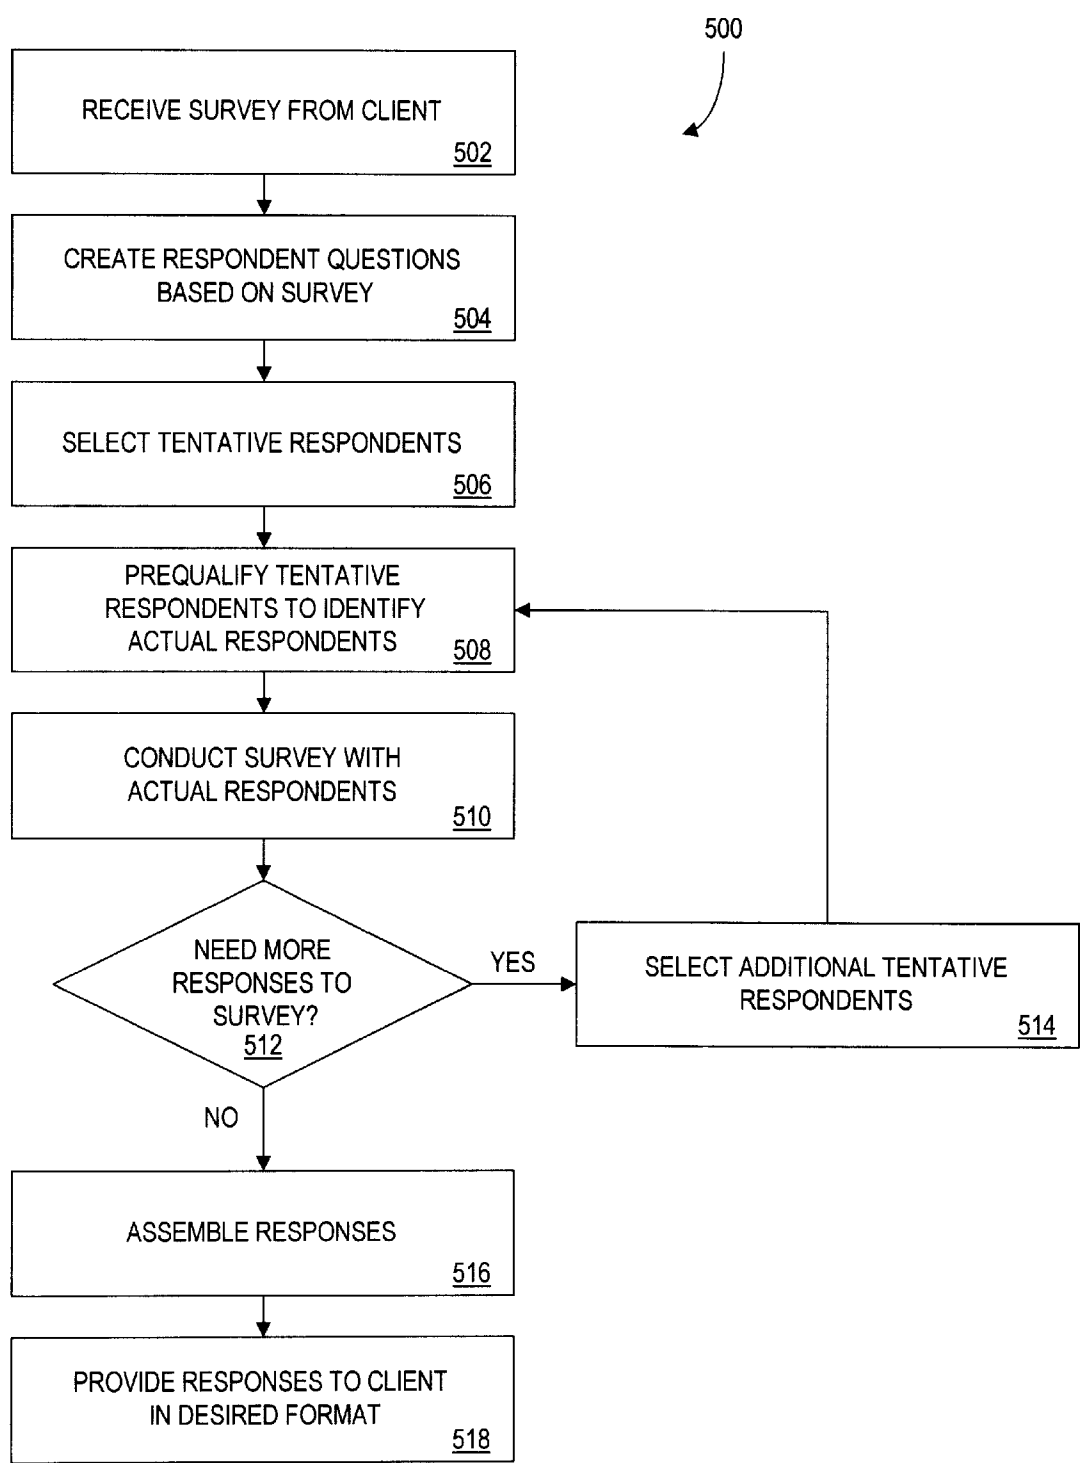 500
RECEIVE SURVEY FROM CLIENT
502
CREATE RESPONDENT QUESTIONS
BASED ON SURVEY
504
SELECT TENTATIVE RESPONDENTS
506
PREQUALIFY TENTATIVE
RESPONDENTS TO IDENTIFY
ACTUAL RESPONDENTS
508
CONDUCT SURVEY WITH
ACTUAL RESPONDENTS
510
NEED MORE
RESPONSES TO
SURVEY?
512
YES
SELECT ADDITIONAL TENTATIVE
RESPONDENTS
514
NO
ASSEMBLE RESPONSES
516
PROVIDE RESPONSES TO CLIENT
IN DESIRED FORMAT
518